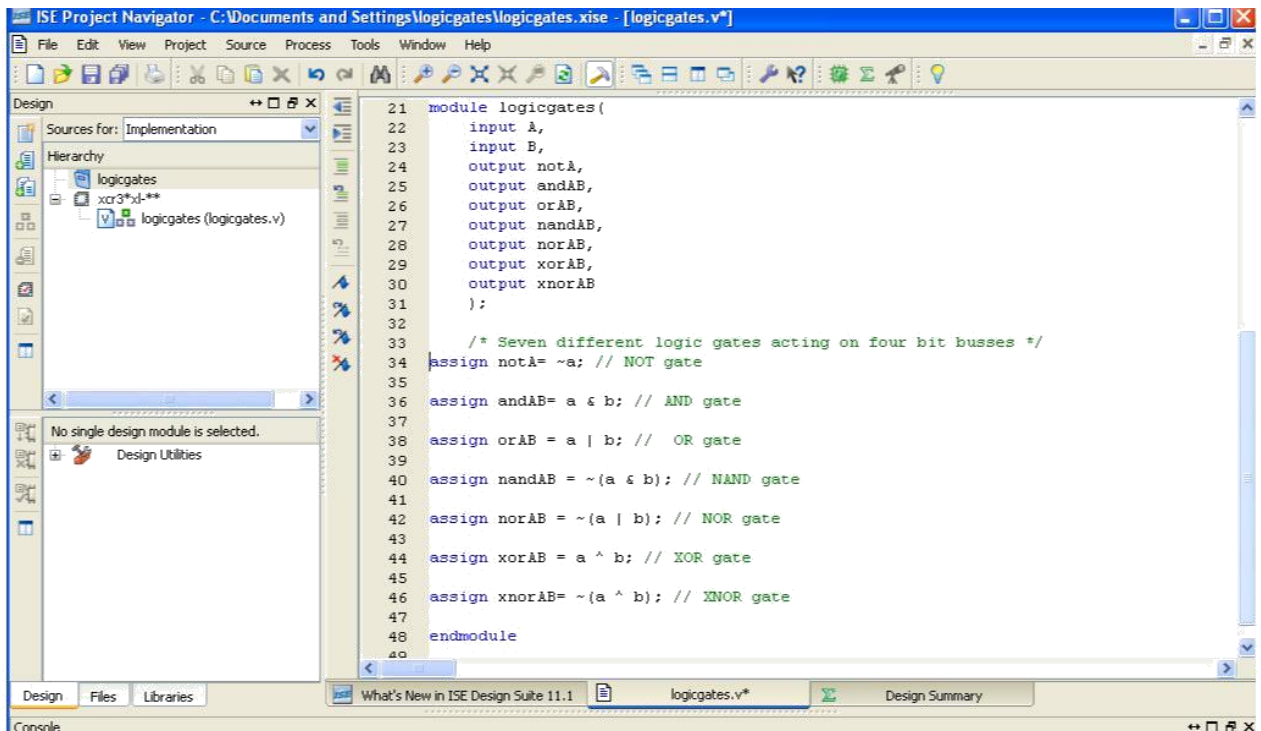 ISE Project Navigator - C:\Documents and Settings\logicgates\logicgates.xise - [logicgates.v*]
File Edit View Project Source Process Tools Window Help
Design
Sources for: Implementation
Hierarchy
logicgates
xcr3*xl-**
logicgates (logicgates.v)
No single design module is selected.
Design Utilities
21 module logicgates(
22 input A,
23 input B,
24 output notA,
25 output andAB,
26 output orAB,
27 output nandAB,
28 output norAB,
29 output xorAB,
30 output xnorAB
31 );
32
33 /* Seven different logic gates acting on four bit busses */
34 assign notA= ~a; // NOT gate
35
36 assign andAB= a & b; // AND gate
37
38 assign orAB = a | b; // OR gate
39
40 assign nandAB = ~(a & b); // NAND gate
41
42 assign norAB = ~(a | b); // NOR gate
43
44 assign xorAB = a ^ b; // XOR gate
45
46 assign xnorAB= ~(a ^ b); // XNOR gate
47
48 endmodule
49
Design Files Libraries
ISE What's New in ISE Design Suite 11.1 logicgates.v* Design Summary
Console